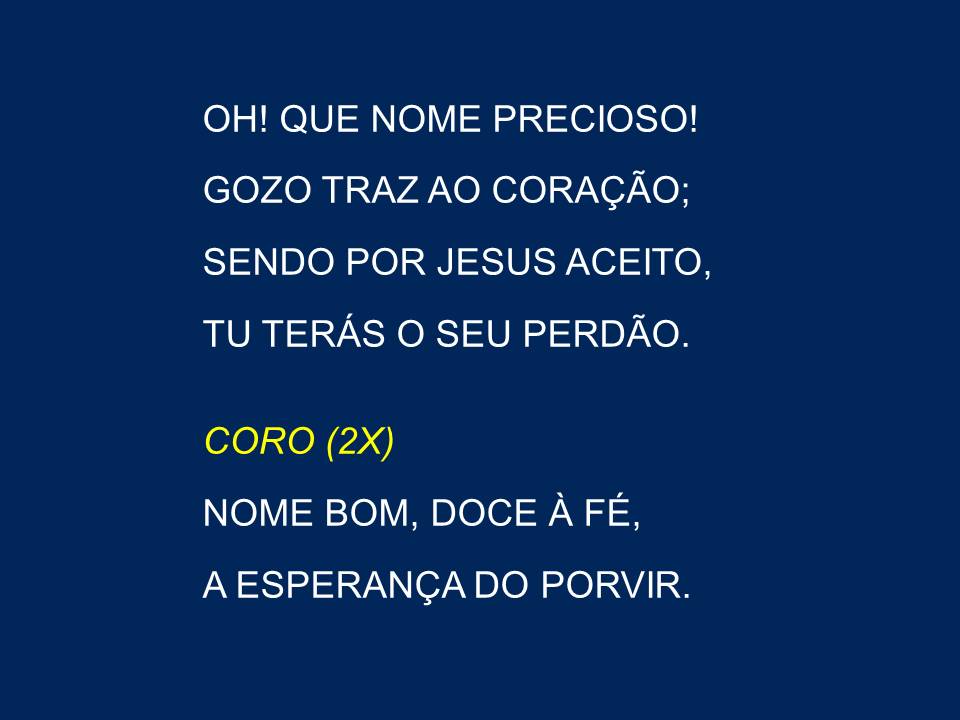 OH! QUE NOME PRECIOSO!
GOZO TRAZ AO CORAÇÃO;
SENDO POR JESUS ACEITO,
TU TERÁS O SEU PERDÃO.
CORO (2X)
NOME BOM, DOCE À FÉ,
A ESPERANÇA DO PORVIR.